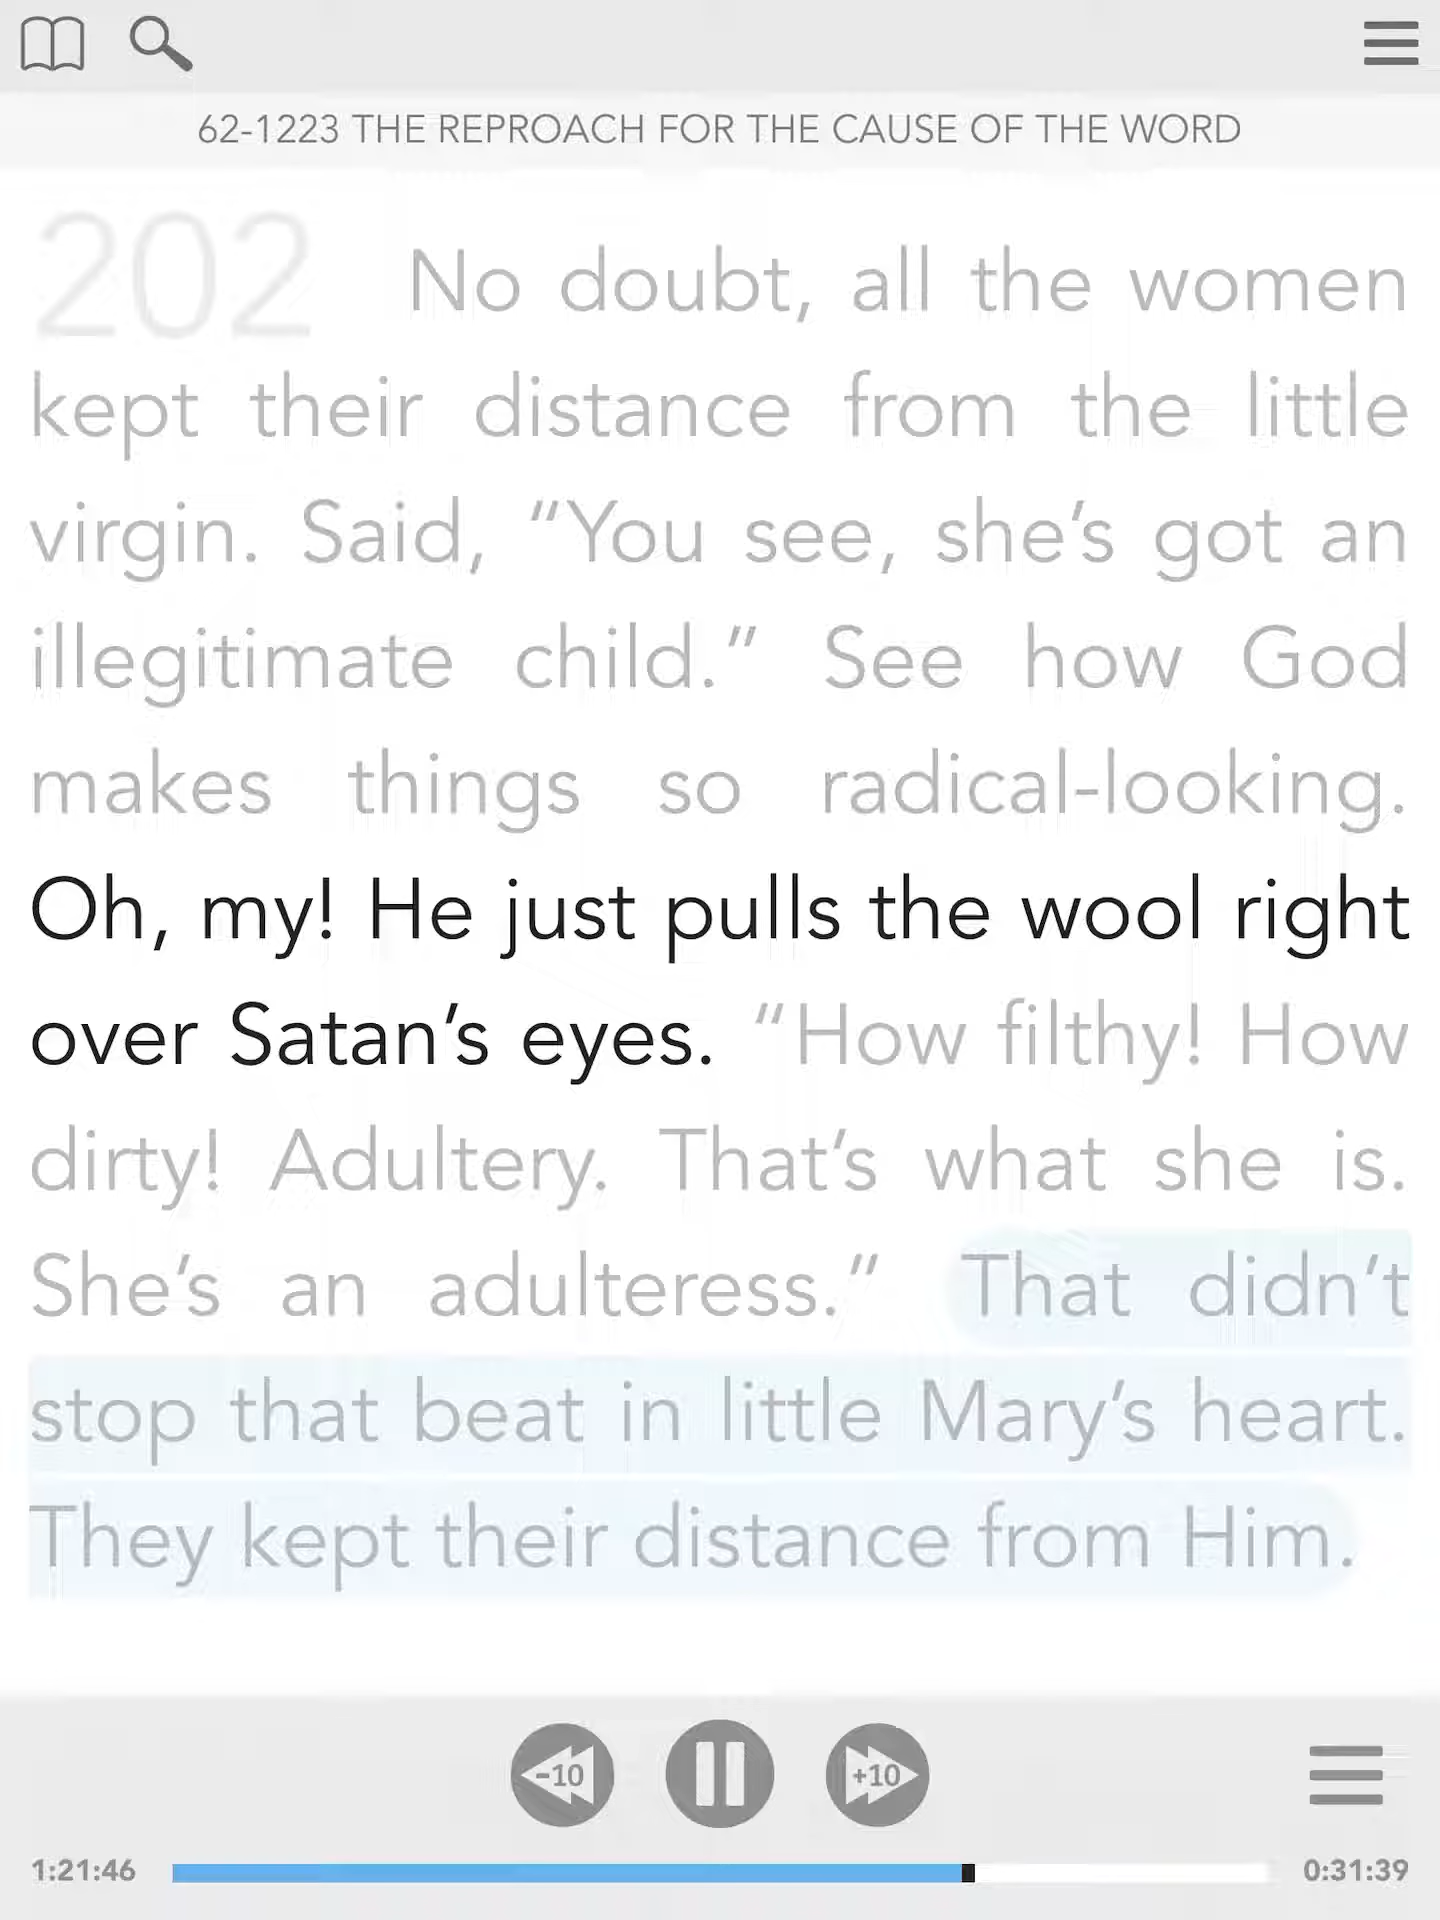 62-1223 THE REPROACH FOR THE CAUSE OF THE WORD
202 No doubt, all the women
kept their distance from the little
virgin. Said, “You see, she’s got an
illegitimate child.” See how God
makes things so radical-looking.
Oh, my! He just pulls the wool right
over Satan’s eyes. “How filthy! How
dirty! Adultery. That’s what she is.
She’s an adulteress.” That didn’t
stop that beat in little Mary’s heart.
They kept their distance from Him.
-10 +10
1:21:46 0:31:39